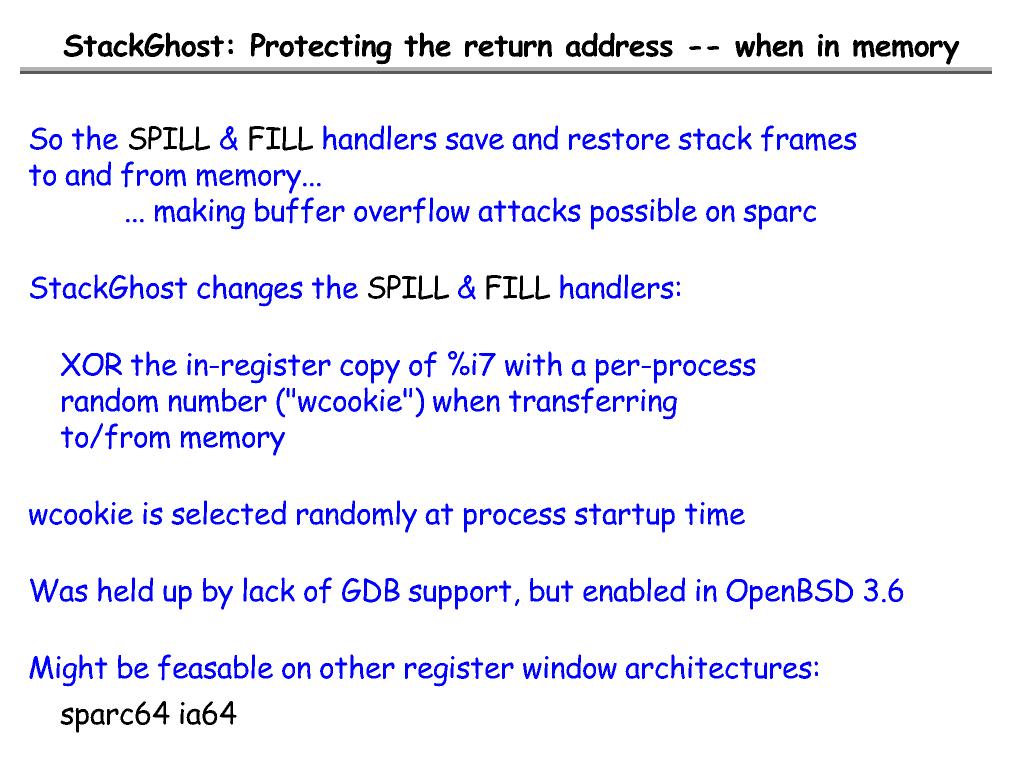 StackGhost: Protecting the return address -- when in memory
So the SPILL & FILL handlers save and restore stack frames
to and from memory...
... making buffer overflow attacks possible on sparc
StackGhost changes the SPILL & FILL handlers:
XOR the in-register copy of %i7 with a per-process
random number ("wcookie") when transferring
to/from memory
wcookie is selected randomly at process startup time
Was held up by lack of GDB support, but enabled in OpenBSD 3.6
Might be feasable on other register window architectures:
sparc64 ia64